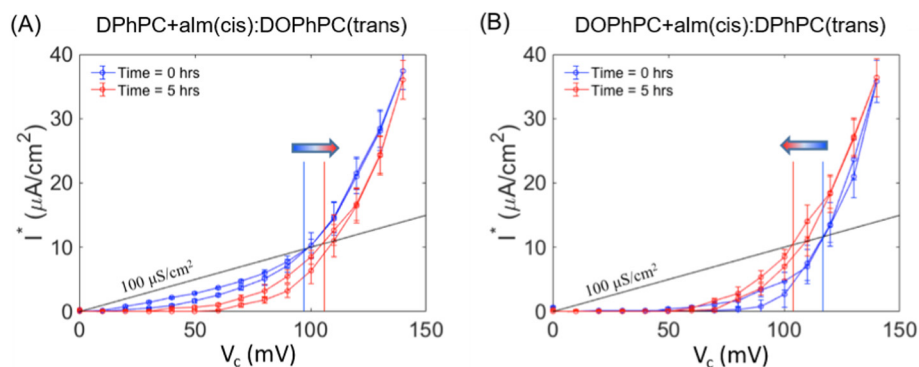 (A) DPhPC+alm(cis):DOPhPC(trans)
40
30
20
10
0
I* (µA/cm²)
Time = 0 hrs
Time = 5 hrs
100 µS/cm²
0 50 100 150
V_c (mV)
(B) DOPhPC+alm(cis):DPhPC(trans)
40
30
20
10
0
I* (µA/cm²)
Time = 0 hrs
Time = 5 hrs
100 µS/cm²
0 50 100 150
V_c (mV)